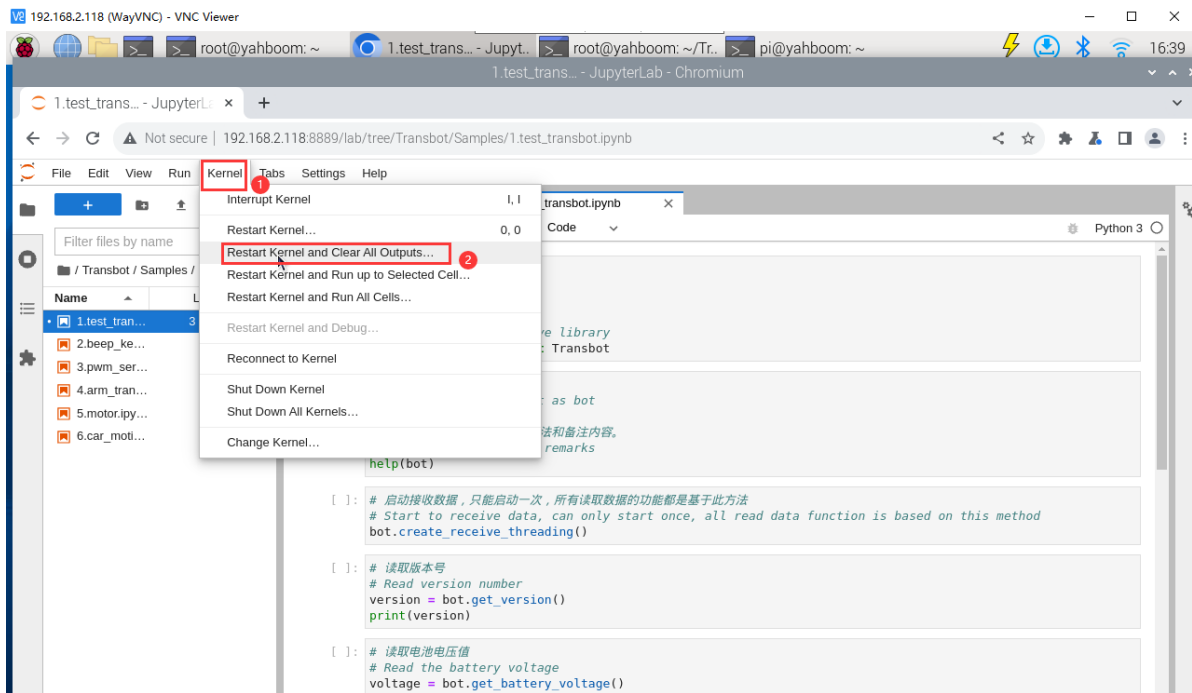 192.168.2.118 (WayVNC) - VNC Viewer
root@yahboom: ~
1.test_trans... - Jupyt..
root@yahboom: ~/Tr..
pi@yahboom: ~
16:39
1.test_trans... - JupyterLab - Chromium
1.test_trans... - JupyterLa
Not secure | 192.168.2.118:8889/lab/tree/Transbot/Samples/1.test_transbot.ipynb
File Edit View Run Kernel Tabs Settings Help
1
Interrupt Kernel I, I
Restart Kernel… 0, 0
Restart Kernel and Clear All Outputs…
2
Restart Kernel and Run up to Selected Cell…
Restart Kernel and Run All Cells…
Restart Kernel and Debug…
Reconnect to Kernel
Shut Down Kernel
Shut Down All Kernels…
Change Kernel…
+
Filter files by name
/ Transbot / Samples /
Name L
1.test_tran… 3
2.beep_ke…
3.pwm_ser…
4.arm_tran…
5.motor.ipy…
6.car_moti…
transbot.ipynb
Code
Python 3
library
Transbot
as bot
法和备注内容。
remarks
help(bot)
[ ]: # 启动接收数据，只能启动一次，所有读取数据的功能都是基于此方法
# Start to receive data, can only start once, all read data function is based on this method
bot.create_receive_threading()
[ ]: # 读取版本号
# Read version number
version = bot.get_version()
print(version)
[ ]: # 读取电池电压值
# Read the battery voltage
voltage = bot.get_battery_voltage()